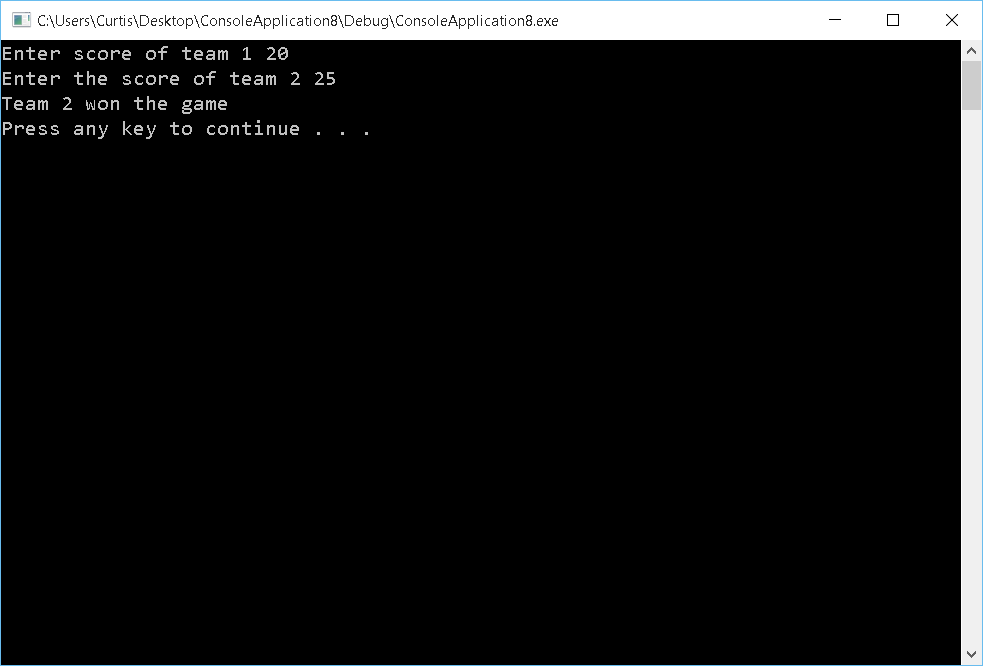 C:\Users\Curtis\Desktop\ConsoleApplication8\Debug\ConsoleApplication8.exe
Enter score of team 1 20
Enter the score of team 2 25
Team 2 won the game
Press any key to continue . . .